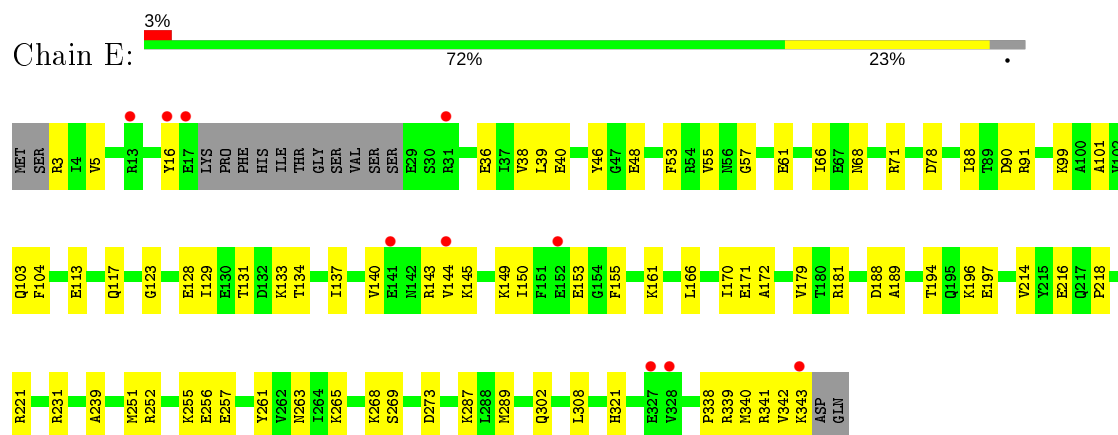 3%
Chain E: 72% 23% •
MET SER R3 I4 V5 R13 Y16 E17 LYS PRO PHE HIS ILE THR GLY SER VAL SER SER E29 S30 R31 E36 I37 V38 L39 E40 Y46 G47 E48 F53 R54 V55 N56 G57 E61 I66 E67 N68 R71 D78 I88 T89 D90 R91 K99 A100 A101 V102
Q103 F104 E113 Q117 G123 E128 I129 E130 T131 D132 K133 T134 I137 V140 E141 N142 R143 V144 K145 K149 I150 F151 E152 E153 G154 F155 K161 L166 I170 E171 A172 V179 T180 R181 D188 A189 T194 Q195 K196 E197 V214 Y215 E216 Q217 P218
R221 R231 A239 M251 R252 K255 E256 E257 Y261 V262 N263 I264 K265 K268 S269 D273 K287 L288 M289 Q302 L308 H321 E327 V328 P338 R339 M340 R341 V342 K343 ASP GLN